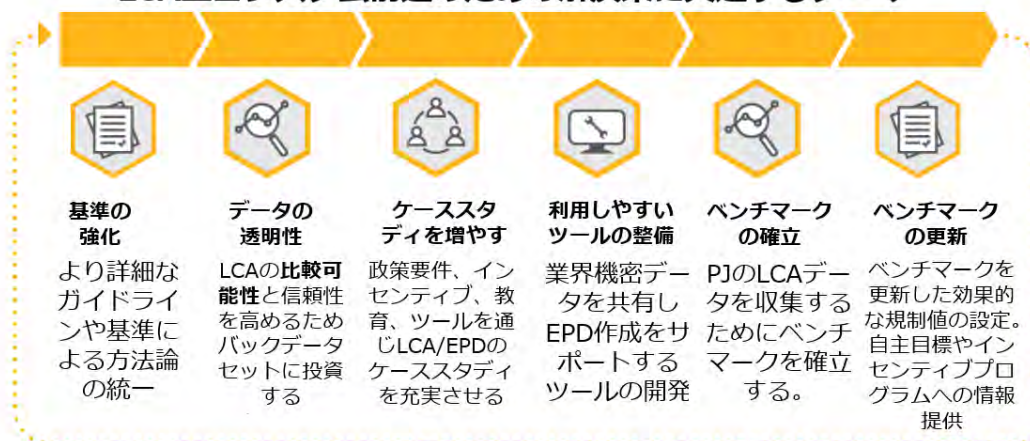 基準の
強化
より詳細な
ガイドライ
ンや基準に
よる方法論
の統一
データの
透明性
LCAの比較可
能性と信頼性
を高めるため
バックデータ
セットに投資
する
ケーススタ
ディを増やす
政策要件、イン
センティブ、教
育、ツールを通
じLCA/EPDの
ケーススタディ
を充実させる
利用しやすい
ツールの整備
業界機密デー
タを共有し
EPD作成をサ
ポートする
ツールの開発
ベンチマーク
の確立
PJのLCAデー
タを収集する
ためにベンチ
マークを確立
する。
ベンチマーク
の更新
ベンチマークを
更新した効果的
な規制値の設定。
自主目標やイン
センティブプロ
グラムへの情報
提供